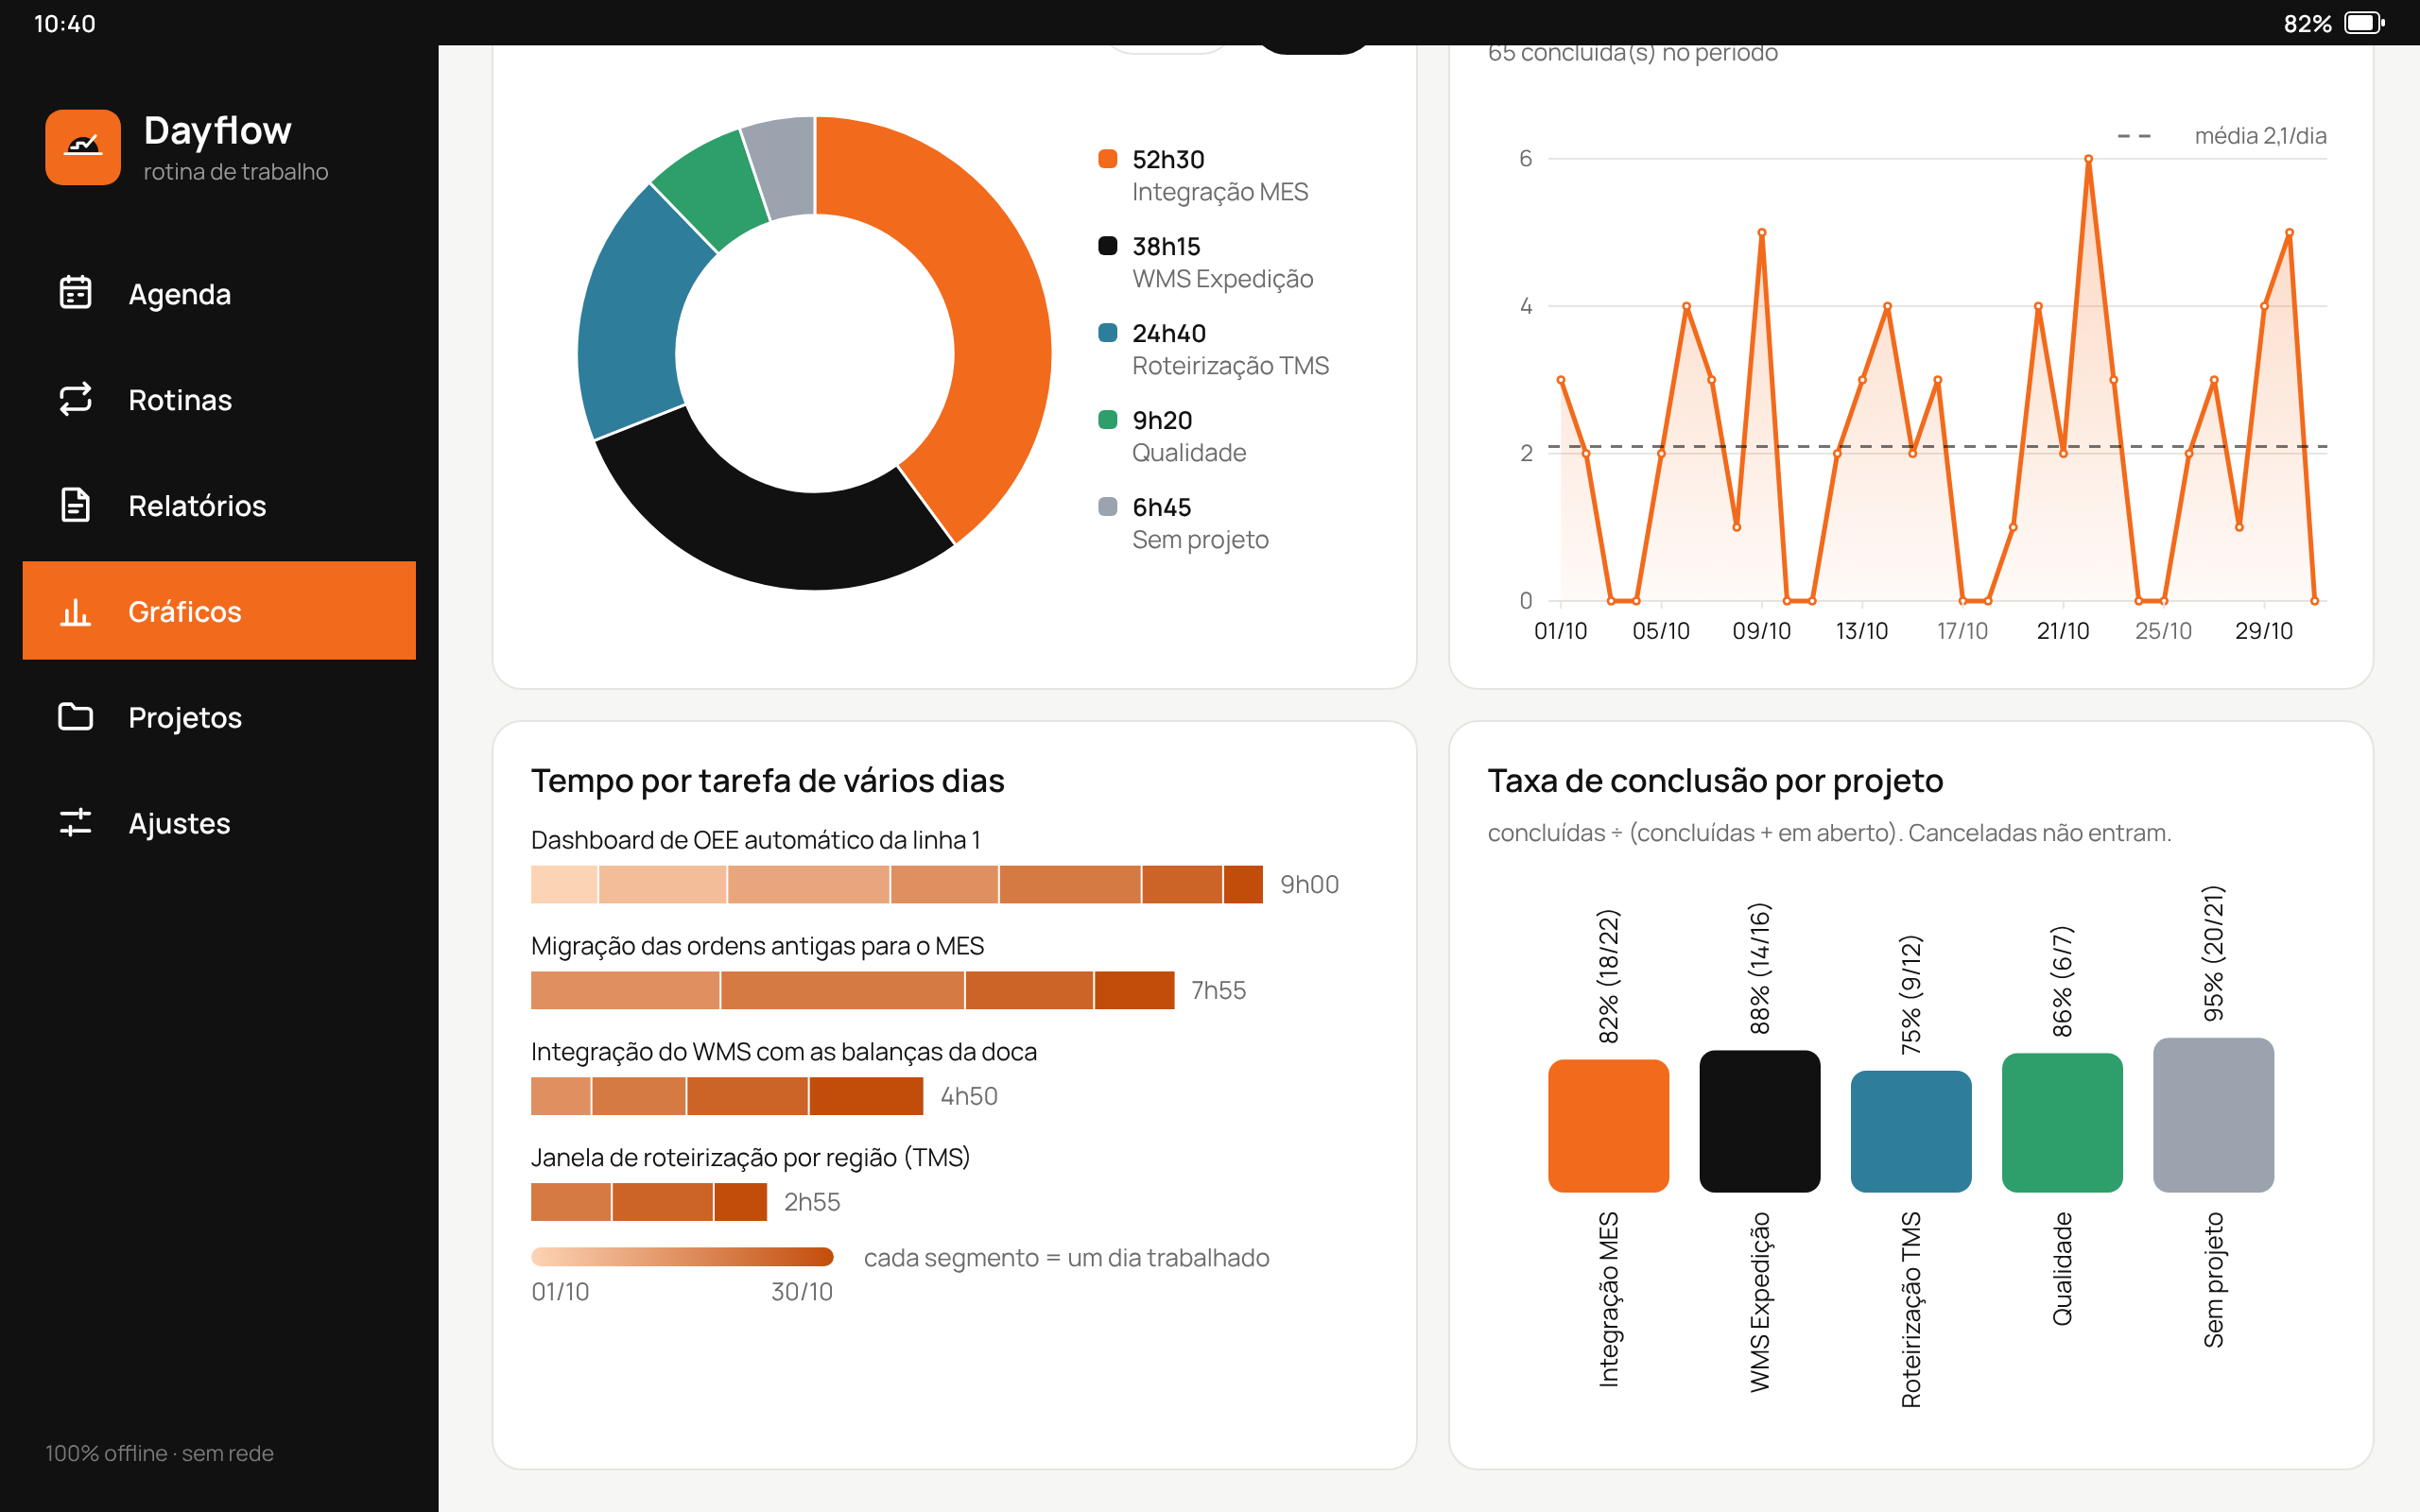 10:40
82%
Dayflow
rotina de trabalho
Agenda
Rotinas
Relatórios
Gráficos
Projetos
Ajustes
100% offline · sem rede
52h30
Integração MES
38h15
WMS Expedição
24h40
Roteirização TMS
9h20
Qualidade
6h45
Sem projeto
65 concluída(s) no período
média 2,1/dia
6
4
2
0
01/10
05/10
09/10
13/10
17/10
21/10
25/10
29/10
Tempo por tarefa de vários dias
Dashboard de OEE automático da linha 1
9h00
Migração das ordens antigas para o MES
7h55
Integração do WMS com as balanças da doca
4h50
Janela de roteirização por região (TMS)
2h55
cada segmento = um dia trabalhado
01/10
30/10
Taxa de conclusão por projeto
concluídas ÷ (concluídas + em aberto). Canceladas não entram.
82% (18/22)
88% (14/16)
75% (9/12)
86% (6/7)
95% (20/21)
Integração MES
WMS Expedição
Roteirização TMS
Qualidade
Sem projeto